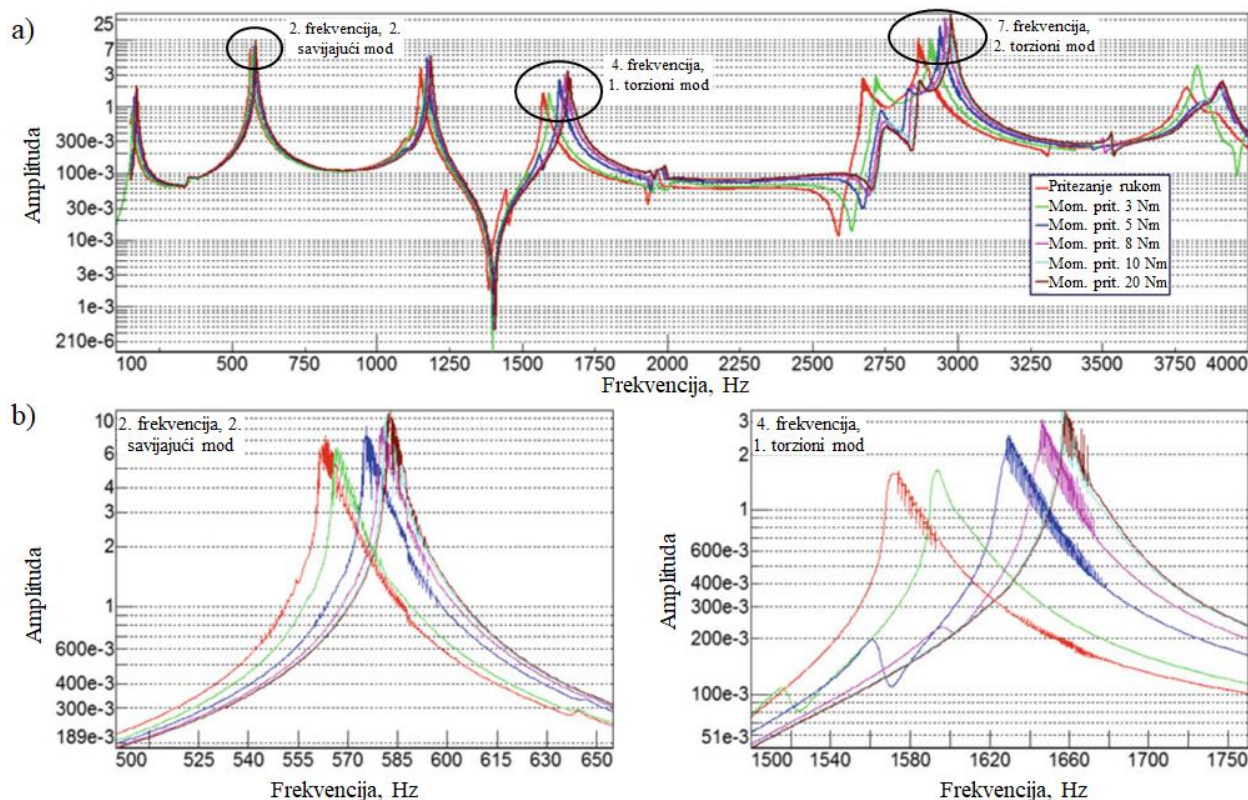 a)
Amplituda
25
7
3
1
300e-3
100e-3
30e-3
10e-3
3e-3
1e-3
210e-6
2. frekvencija, 2.
savijajući mod
4. frekvencija,
1. torzioni mod
7. frekvencija,
2. torzioni mod
Pritezanje rukom
Mom. prit. 3 Nm
Mom. prit. 5 Nm
Mom. prit. 8 Nm
Mom. prit. 10 Nm
Mom. prit. 20 Nm
100 500 750 1000 1250 1500 1750 2000 2250 2500 2750 3000 3250 3500 3750 4000
Frekvencija, Hz
b)
2. frekvencija, 2.
savijajući mod
Amplituda
10
6
4
2
1
600e-3
400e-3
300e-3
189e-3
500 525 545 560 570 585 600 615 630 640 650
Frekvencija, Hz
4. frekvencija,
1. torzioni mod
Amplituda
3
2
1
600e-3
400e-3
300e-3
200e-3
100e-3
51e-3
1500 1540 1580 1620 1660 1700 1760
Frekvencija, Hz